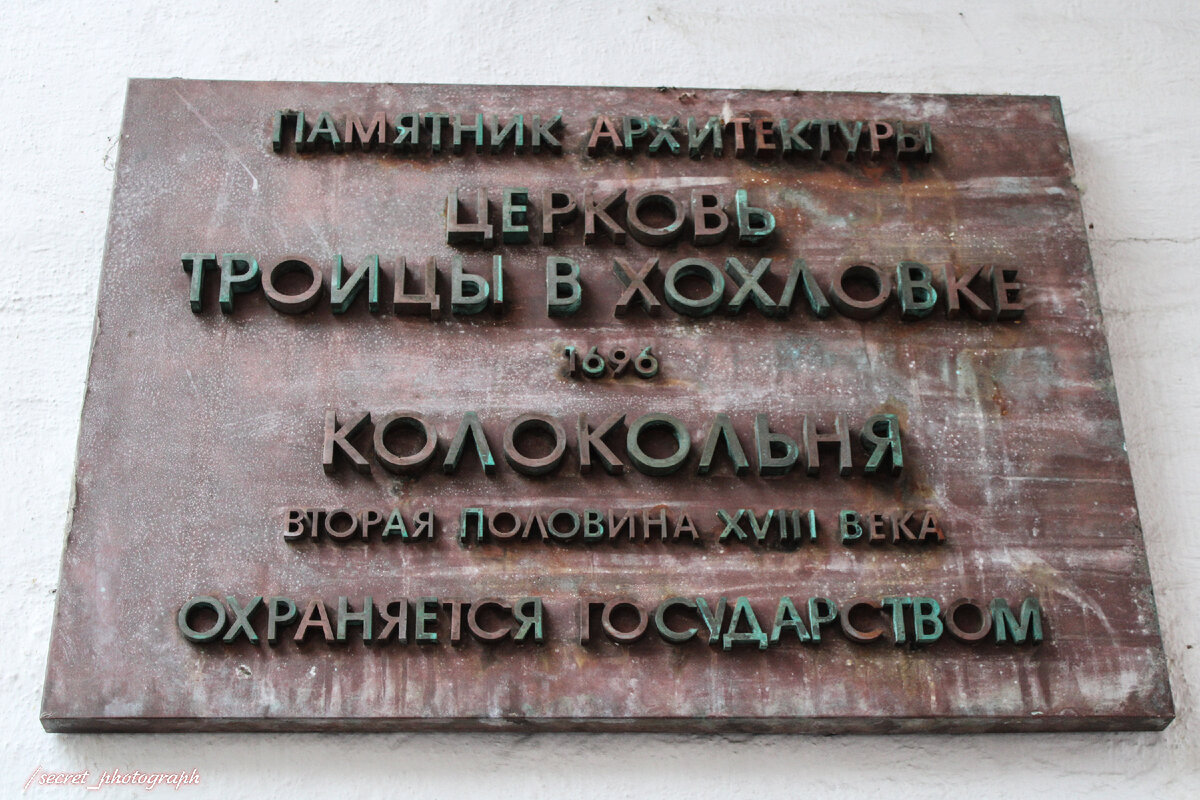 ПАМЯТНИК АРХИТЕКТУРЫ
ЦЕРКОВЬ
ТРОИЦЫ В ХОХЛОВКЕ
1696
КОЛОКОЛЬНЯ
ВТОРАЯ ПОЛОВИНА XVIII ВЕКА
ОХРАНЯЕТСЯ ГОСУДАРСТВОМ
/secret_photograph